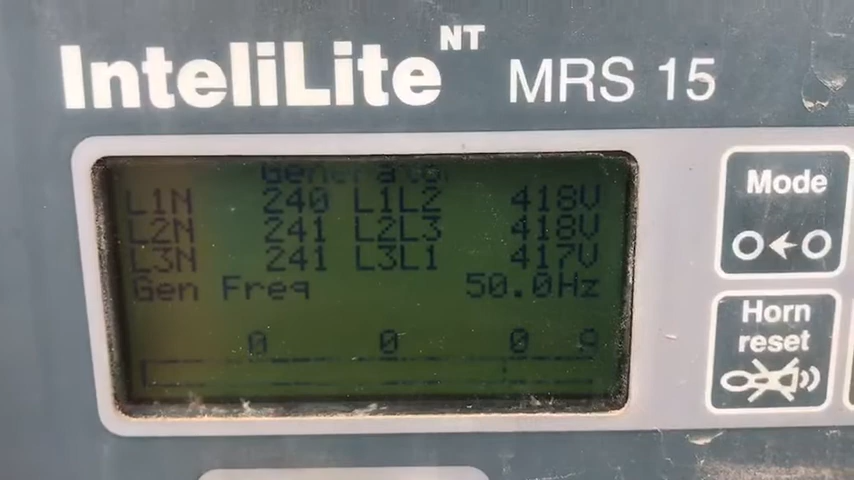 InteliLite NT MRS 15
Generator
L1N 240 L1L2 418V
L2N 241 L2L3 418V
L3N 241 L3L1 417V
Gen Freq 50.0Hz
0 0 0
Mode
Horn
reset